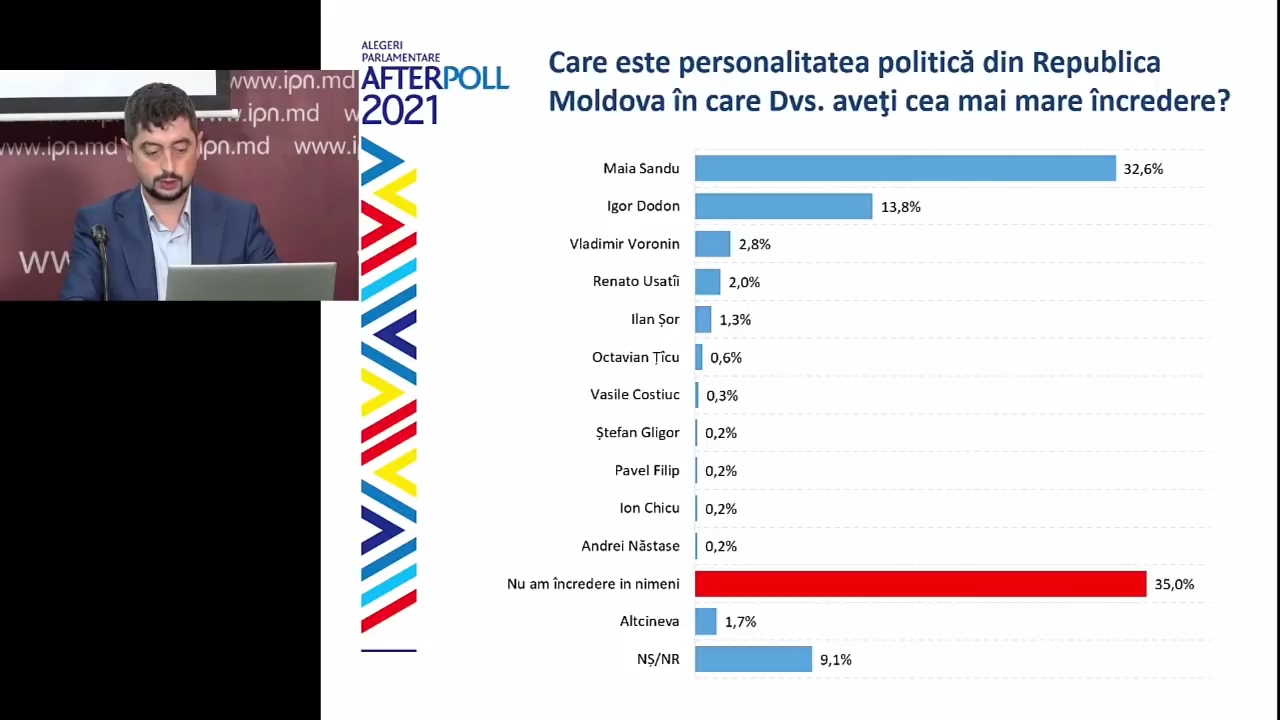 www.ipn.md
www.ipn.md
www.ipn.md
ALEGERI
PARLAMENTARE
AFTERPOLL
2021
Care este personalitatea politică din Republica
Moldova în care Dvs. aveţi cea mai mare încredere?
Maia Sandu 32,6%
Igor Dodon 13,8%
Vladimir Voronin 2,8%
Renato Usatîi 2,0%
Ilan Șor 1,3%
Octavian Țîcu 0,6%
Vasile Costiuc 0,3%
Ștefan Gligor 0,2%
Pavel Filip 0,2%
Ion Chicu 0,2%
Andrei Năstase 0,2%
Nu am încredere in nimeni 35,0%
Altcineva 1,7%
NȘ/NR 9,1%